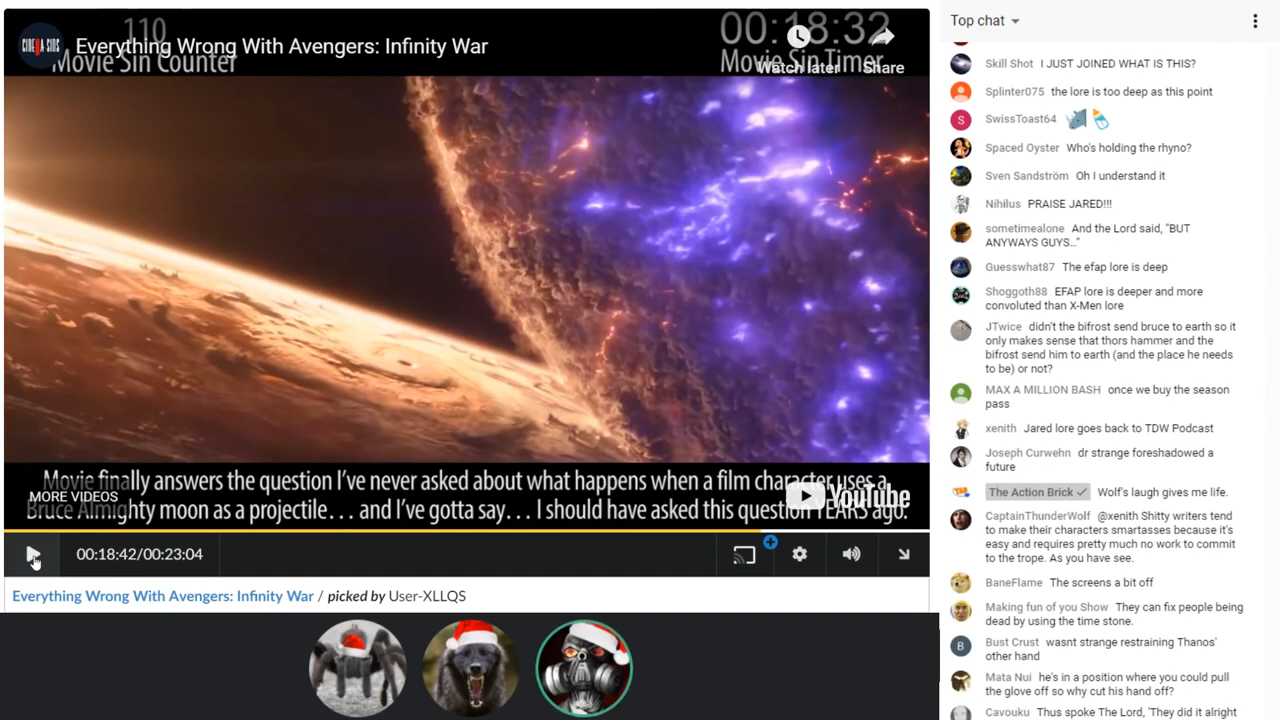 110
Movie Sin Counter
00:18:32
Movie Sin Timer
CINEMA SINS
Everything Wrong With Avengers: Infinity War
Watch later
Share
Movie finally answers the question I've never asked about what happens when a film character uses a
Bruce Almighty moon as a projectile... and I've gotta say... I should have asked this question YEARS ago.
MORE VIDEOS
YouTube
00:18:42/00:23:04
Everything Wrong With Avengers: Infinity War / picked by User-XLLQS
Top chat
Skill Shot I JUST JOINED WHAT IS THIS?
Splinter075 the lore is too deep as this point
S
SwissToast64
Spaced Oyster Who's holding the rhyno?
Sven Sandström Oh I understand it
Nihilus PRAISE JARED!!!
sometimealone And the Lord said, "BUT
ANYWAYS GUYS..."
Guesswhat87 The efap lore is deep
Shoggoth88 EFAP lore is deeper and more
convoluted than X-Men lore
JTwice didn't the bifrost send bruce to earth so it
only makes sense that thors hammer and the
bifrost send him to earth (and the place he needs
to be) or not?
MAX A MILLION BASH once we buy the season
pass
xenith Jared lore goes back to TDW Podcast
Joseph Curwehn dr strange foreshadowed a
future
The Action Brick Wolf's laugh gives me life.
CaptainThunderWolf @xenith Shitty writers tend
to make their characters smartasses because it's
easy and requires pretty much no work to commit
to the trope. As you have see.
BaneFlame The screens a bit off
Making fun of you Show They can fix people being
dead by using the time stone.
B
Bust Crust wasnt strange restraining Thanos'
other hand
Mata Nui he's in a position where you could pull
the glove off so why cut his hand off?
Cavouku Thus spoke The Lord, 'They did it alright